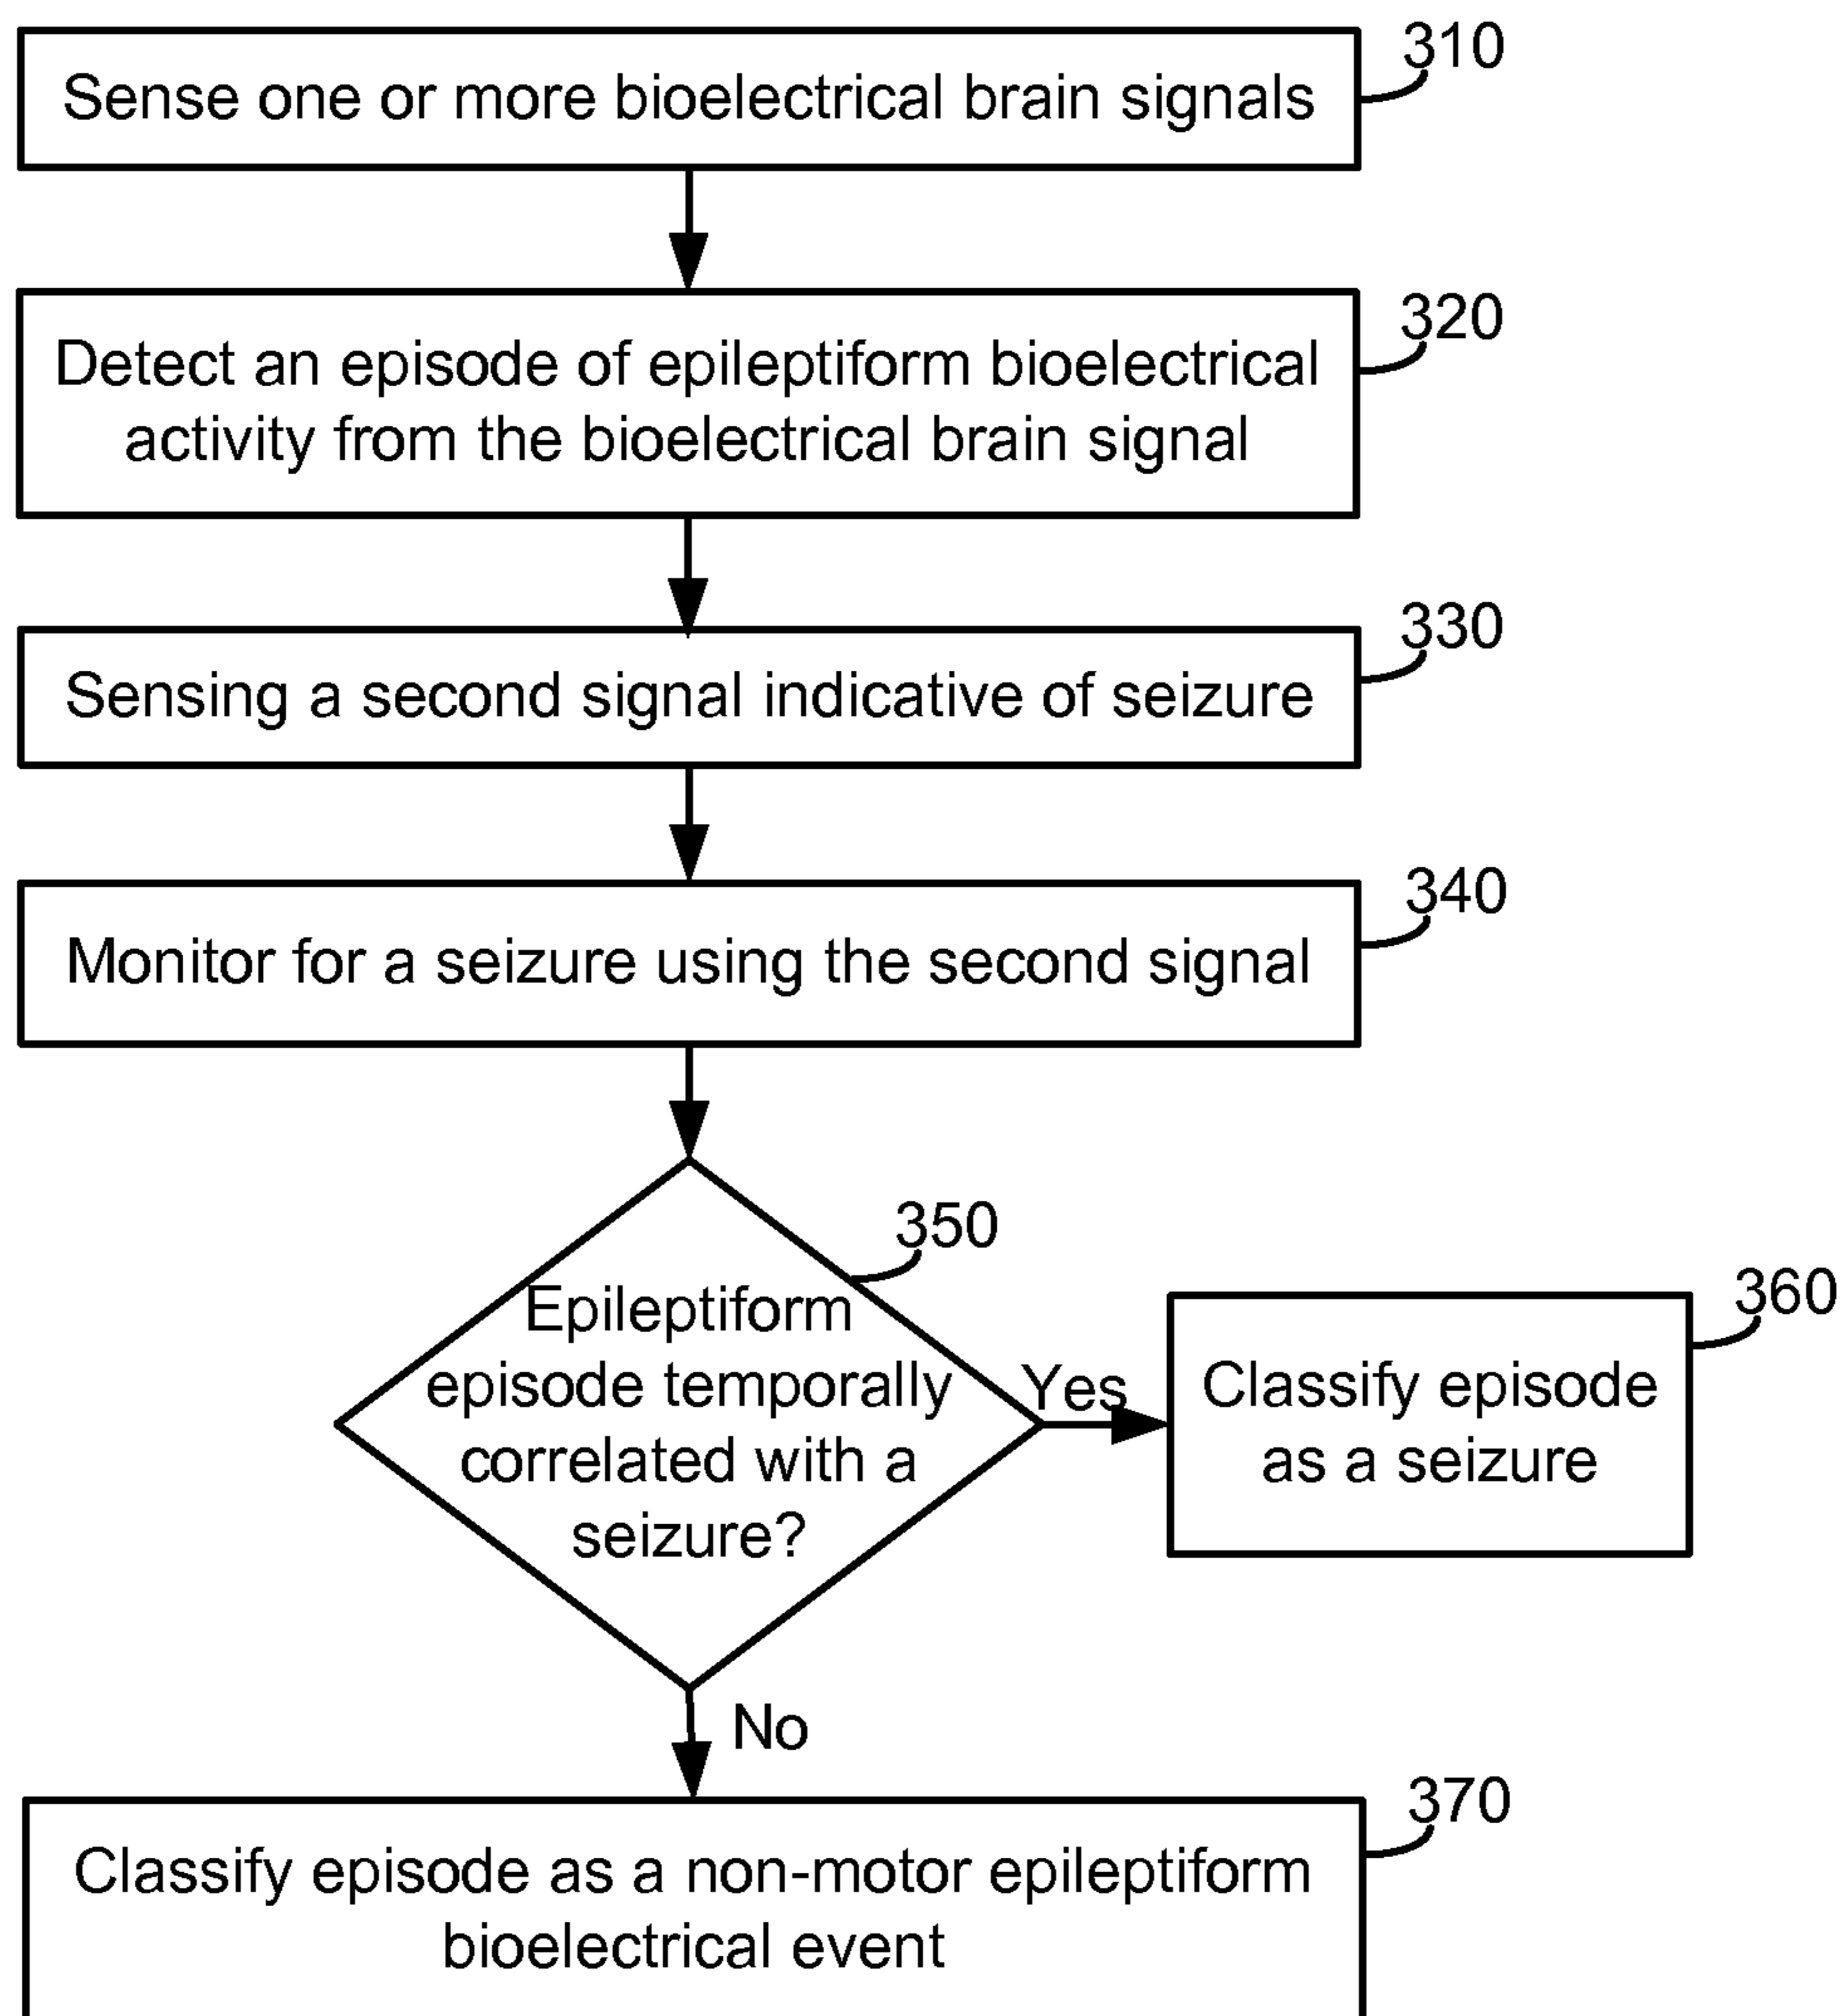 310
Sense one or more bioelectrical brain signals
320
Detect an episode of epileptiform bioelectrical
activity from the bioelectrical brain signal
330
Sensing a second signal indicative of seizure
340
Monitor for a seizure using the second signal
350
Epileptiform
episode temporally
correlated with a
seizure?
Yes
360
Classify episode
as a seizure
No
370
Classify episode as a non-motor epileptiform
bioelectrical event